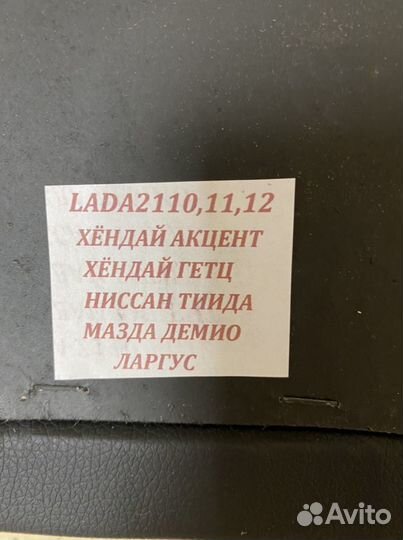 LADA2110,11,12
ХЁНДАЙ АКЦЕНТ
ХЁНДАЙ ГЕТЦ
НИССАН ТИИДА
МАЗДА ДЕМИО
ЛАРГУС
Avito